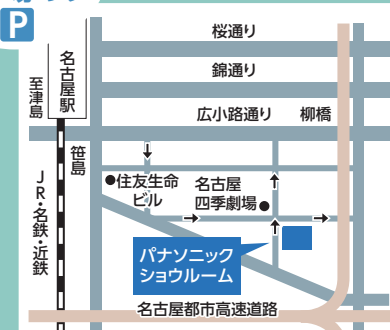 P
桜通り
名古屋駅
錦通り
至津島
広小路通り
柳橋
笹島
●住友生命
ビル
名古屋
四季劇場●
JR・名鉄・近鉄
パナソニック
ショウルーム
名古屋都市高速道路